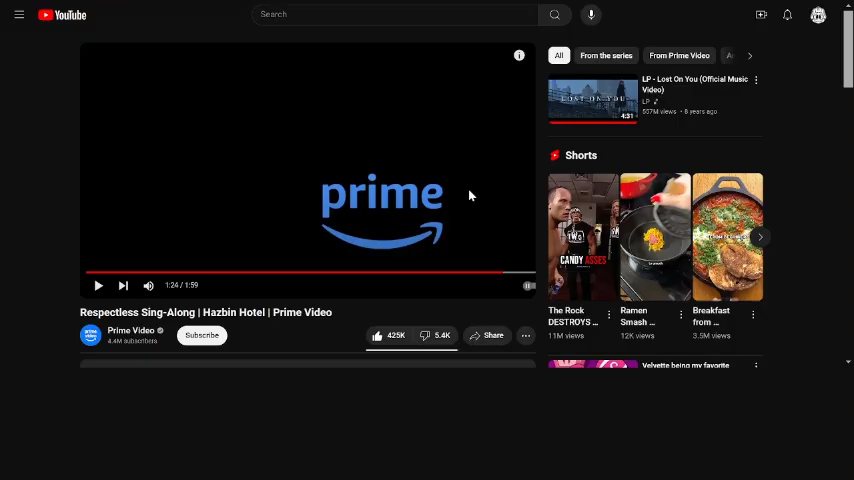 YouTube
Search
prime
1:24 / 1:59
Respectless Sing-Along | Hazbin Hotel | Prime Video
Prime Video
4.4M subscribers
Subscribe
425K
5.4K
Share
All
From the series
From Prime Video
LP - Lost On You (Official Music
Video)
LP
557M views • 8 years ago
LOST ON YOU
4:31
Shorts
CANDY ASSES
The Rock
DESTROYS ...
11M views
Ramen
Smash ...
12K views
Breakfast
from ...
3.5M views
Velvette being my favorite